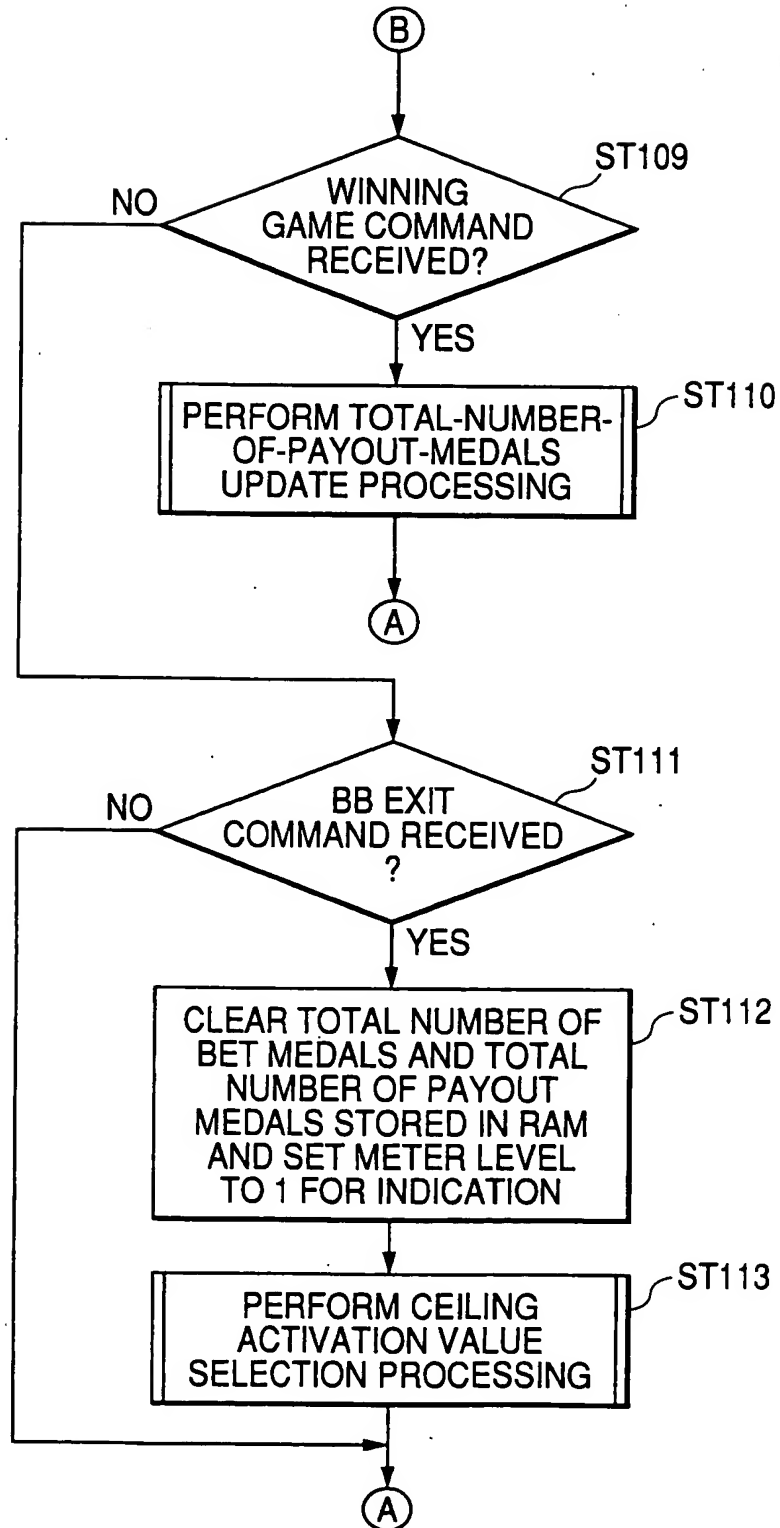 B
ST109
WINNING
GAME COMMAND
RECEIVED?
NO
YES
ST110
PERFORM TOTAL-NUMBER-
OF-PAYOUT-MEDALS
UPDATE PROCESSING
A
ST111
BB EXIT
COMMAND RECEIVED
?
NO
YES
ST112
CLEAR TOTAL NUMBER OF
BET MEDALS AND TOTAL
NUMBER OF PAYOUT
MEDALS STORED IN RAM
AND SET METER LEVEL
TO 1 FOR INDICATION
ST113
PERFORM CEILING
ACTIVATION VALUE
SELECTION PROCESSING
A